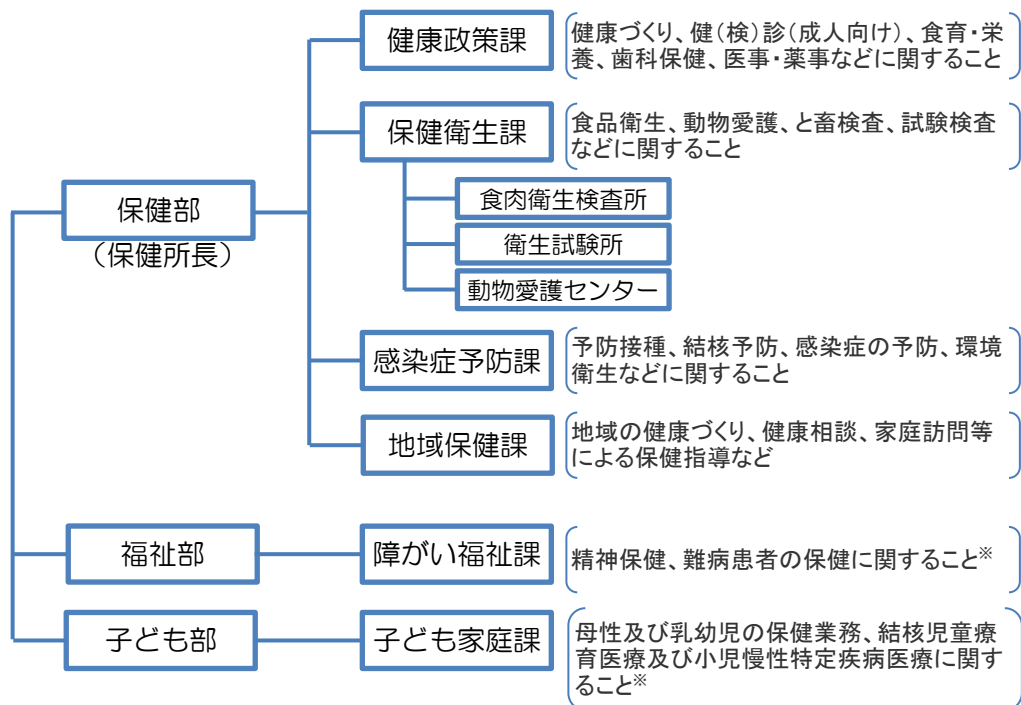 健康政策課
健康づくり、健(検)診(成人向け)、食育・栄
養、歯科保健、医事・薬事などに関すること
保健衛生課
食品衛生、動物愛護、と畜検査、試験検査
などに関すること
食肉衛生検査所
衛生試験所
動物愛護センター
保健部
（保健所長）
感染症予防課
予防接種、結核予防、感染症の予防、環境
衛生などに関すること
地域保健課
地域の健康づくり、健康相談、家庭訪問等
による保健指導など
福祉部
障がい福祉課
精神保健、難病患者の保健に関すること※
子ども部
子ども家庭課
母性及び乳幼児の保健業務、結核児童療
育医療及び小児慢性特定疾病医療に関す
ること※